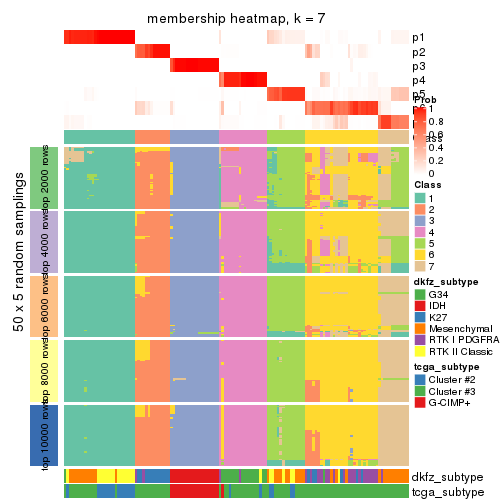 membership heatmap, k = 7
p1
p2
p3
p4
p5
p6
Prob
1
0.8
0.6
0.4
0.2
0
Class
Class
1
2
3
4
5
6
7
dkfz_subtype
G34
IDH
K27
Mesenchymal
RTK I PDGFRA
RTK II Classic
tcga_subtype
Cluster #2
Cluster #3
G-CIMP+
50 x 5 random samplings
top 2000 rows
top 4000 rows
top 6000 rows
top 8000 rows
top 10000 rows
dkfz_subtype
tcga_subtype